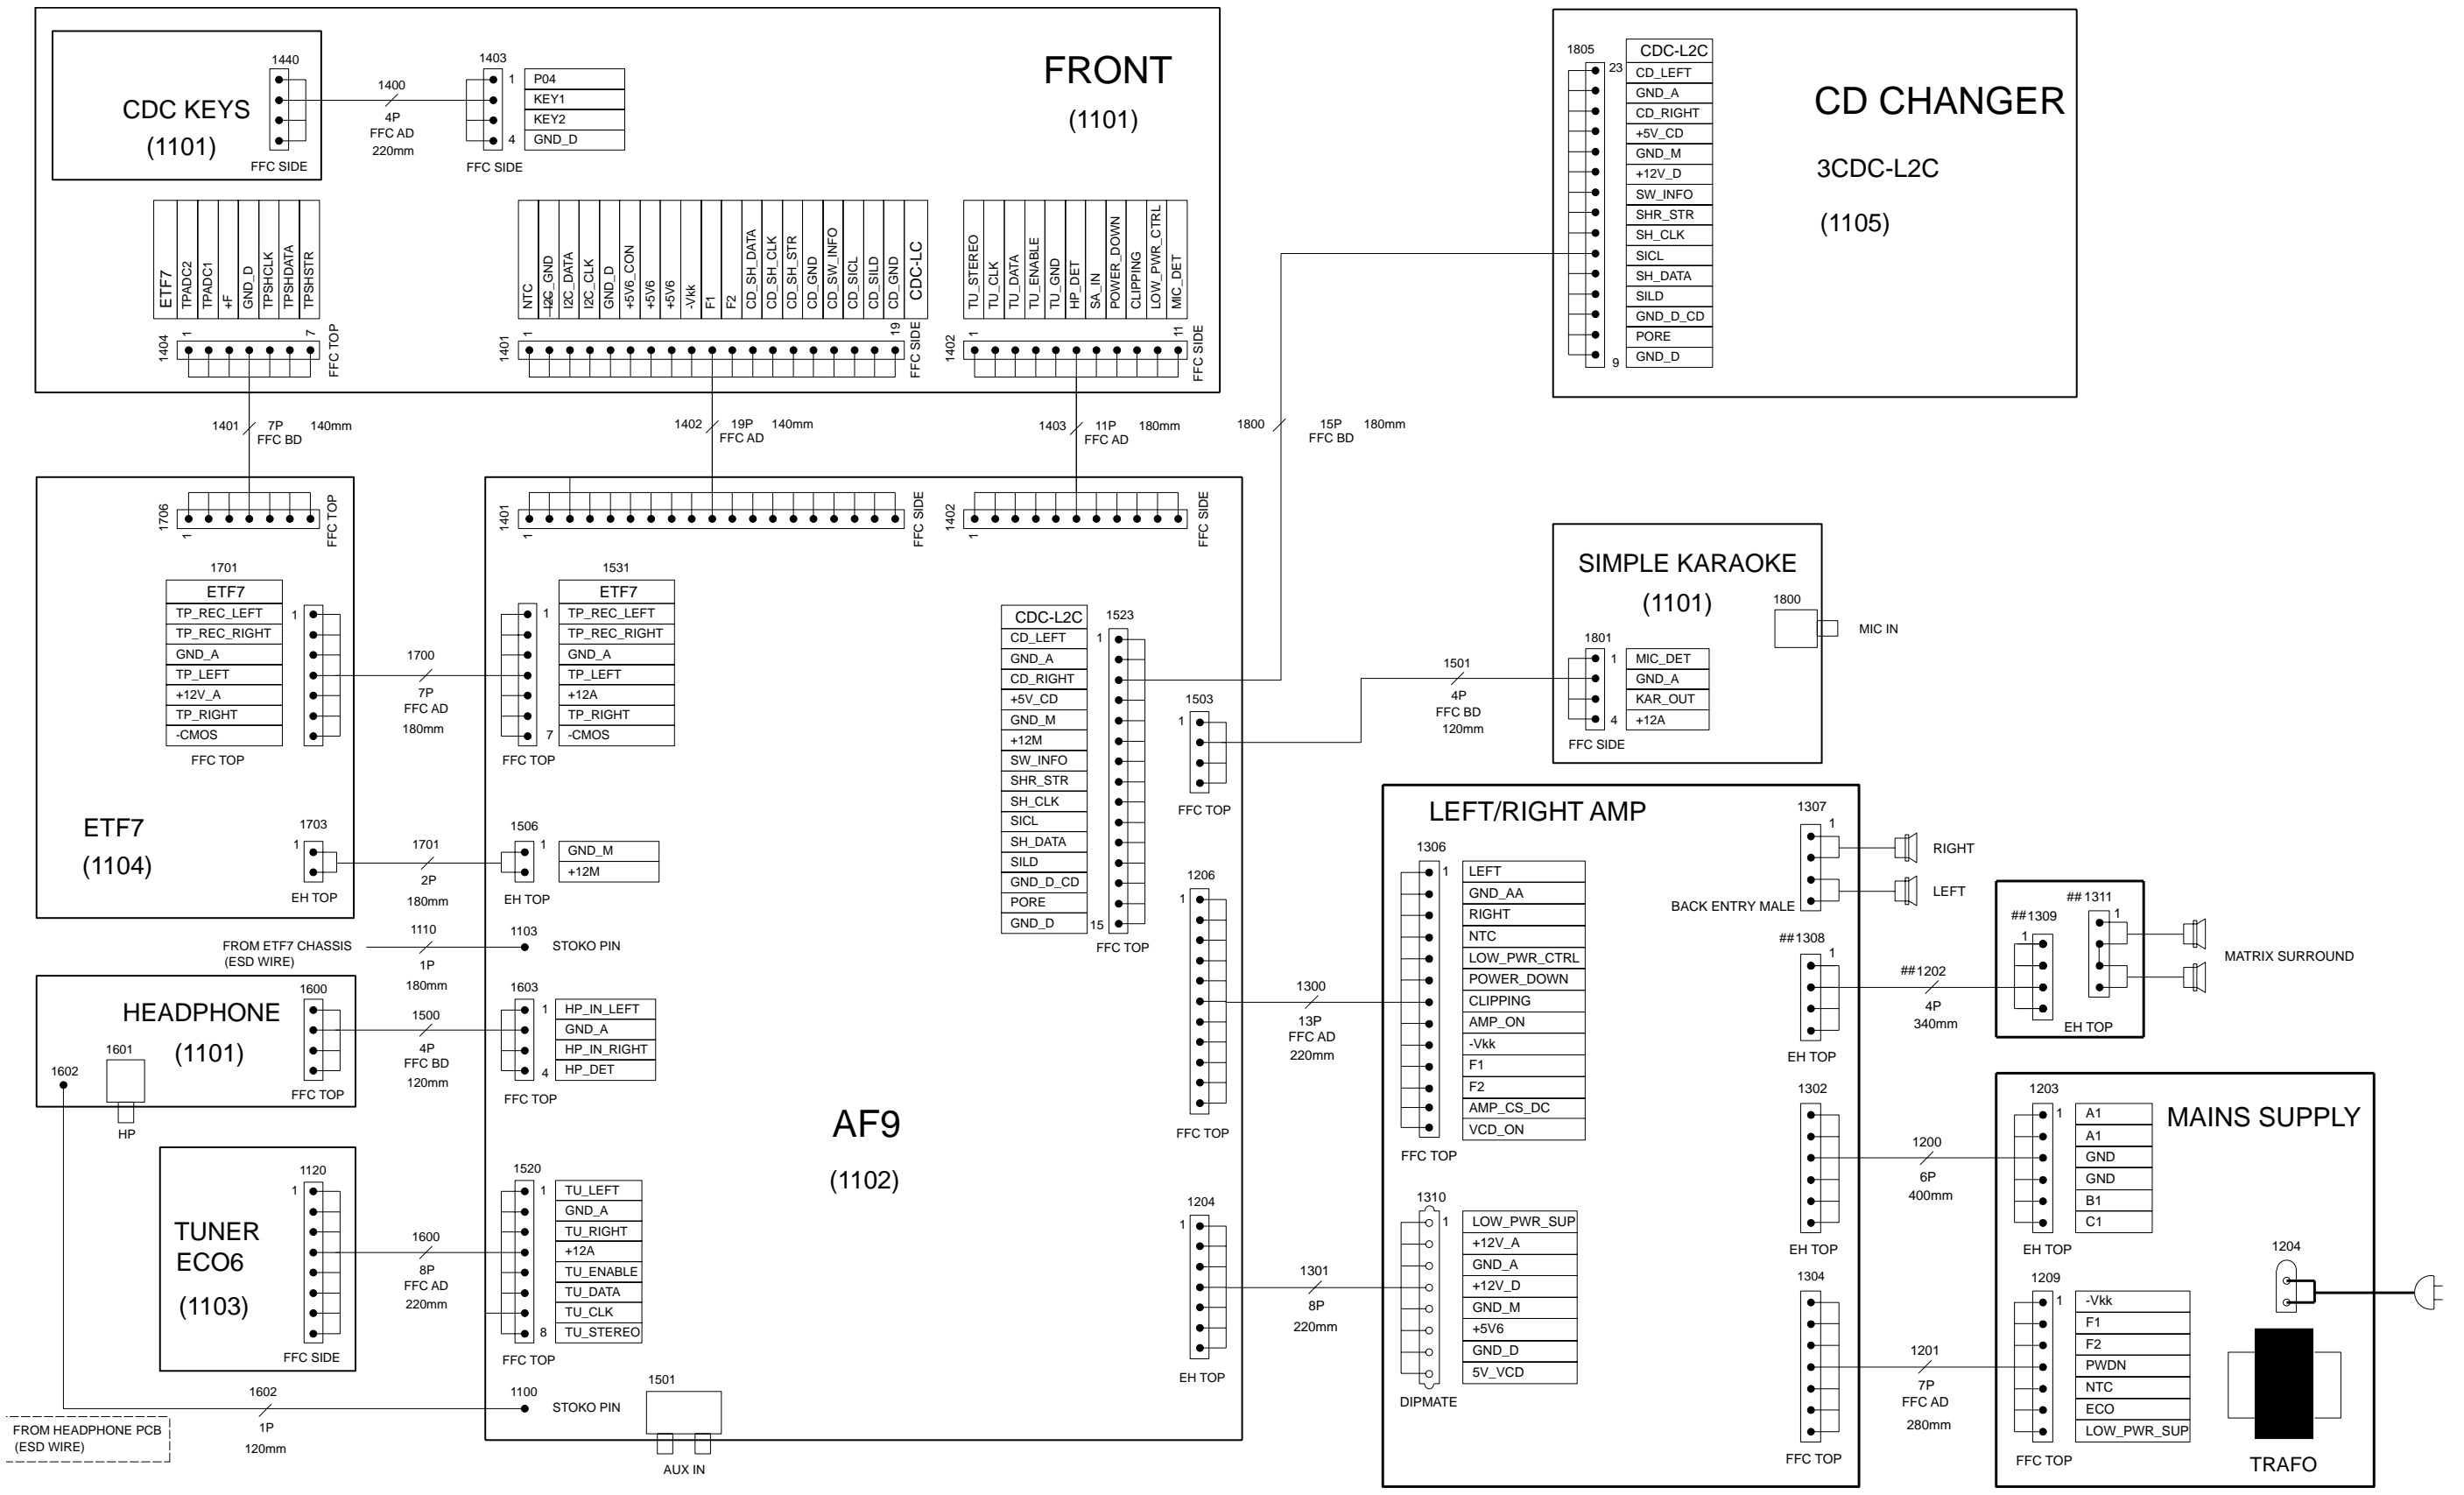 FRONT
(1101)
CDC KEYS
(1101)
1440
FFC SIDE
1400
4P
FFC AD
220mm
1403
1
4
P04
KEY1
KEY2
GND_D
FFC SIDE
ETF7
TPADC2
TPADC1
+F
GND_D
TPSHCLK
TPSHDATA
TPSHSTR
1404
1
7
FFC TOP
NTC
I2C_GND
I2C_DATA
I2C_CLK
GND_D
+5V6_CON
+5V6
+5V6
-Vkk
F1
F2
CD_SH_DATA
CD_SH_CLK
CD_SH_STR
CD_GND
CD_SW_INFO
CD_SICL
CD_SILD
CD_GND
CDC-LC
1401
1
19
FFC SIDE
TU_STEREO
TU_CLK
TU_DATA
TU_ENABLE
TU_GND
HP_DET
SA_IN
POWER_DOWN
CLIPPING
LOW_PWR_CTRL
MIC_DET
1402
1
11
FFC SIDE
CD CHANGER
3CDC-L2C
(1105)
1805
23
9
CDC-L2C
CD_LEFT
GND_A
CD_RIGHT
+5V_CD
GND_M
+12V_D
SW_INFO
SHR_STR
SH_CLK
SICL
SH_DATA
SILD
GND_D_CD
PORE
GND_D
1401 7P 140mm
FFC BD
1402 19P 140mm
FFC AD
1403 11P 180mm
FFC AD
1800 15P 180mm
FFC BD
1706
1
FFC TOP
1701
ETF7
TP_REC_LEFT
TP_REC_RIGHT
GND_A
TP_LEFT
+12V_A
TP_RIGHT
-CMOS
1
FFC TOP
ETF7
(1104)
1703
1
EH TOP
1700
7P
FFC AD
180mm
1701
2P
180mm
1401
1
FFC SIDE
1402
1
FFC SIDE
1531
ETF7
1
7
TP_REC_LEFT
TP_REC_RIGHT
GND_A
TP_LEFT
+12A
TP_RIGHT
-CMOS
FFC TOP
1506
1
GND_M
+12M
EH TOP
FROM ETF7 CHASSIS
(ESD WIRE)
1110
1P
180mm
1103
STOKO PIN
HEADPHONE
(1101)
1600
FFC TOP
1601
HP
1602
1500
4P
FFC BD
120mm
1603
1
4
HP_IN_LEFT
GND_A
HP_IN_RIGHT
HP_DET
FFC TOP
TUNER
ECO6
(1103)
1120
1
FFC SIDE
1600
8P
FFC AD
220mm
1520
1
8
TU_LEFT
GND_A
TU_RIGHT
+12A
TU_ENABLE
TU_DATA
TU_CLK
TU_STEREO
FFC TOP
1602
1P
120mm
1100
STOKO PIN
FROM HEADPHONE PCB
(ESD WIRE)
1501
AUX IN
AF9
(1102)
CDC-L2C
1523
1
15
CD_LEFT
GND_A
CD_RIGHT
+5V_CD
GND_M
+12M
SW_INFO
SHR_STR
SH_CLK
SICL
SH_DATA
SILD
GND_D_CD
PORE
GND_D
FFC TOP
1503
1
FFC TOP
1206
1
FFC TOP
1204
1
EH TOP
1501
4P
FFC BD
120mm
SIMPLE KARAOKE
(1101)
1800
MIC IN
1801
1
4
MIC_DET
GND_A
KAR_OUT
+12A
FFC SIDE
1300
13P
FFC AD
220mm
1301
8P
220mm
LEFT/RIGHT AMP
1306
1
LEFT
GND_AA
RIGHT
NTC
LOW_PWR_CTRL
POWER_DOWN
CLIPPING
AMP_ON
-Vkk
F1
F2
AMP_CS_DC
VCD_ON
FFC TOP
1310
1
LOW_PWR_SUP
+12V_A
GND_A
+12V_D
GND_M
+5V6
GND_D
5V_VCD
DIPMATE
1307
1
BACK ENTRY MALE
RIGHT
LEFT
##1308
1
EH TOP
1302
EH TOP
1304
FFC TOP
##1202
4P
340mm
##1309
1
##1311
1
EH TOP
MATRIX SURROUND
1200
6P
400mm
1201
7P
FFC AD
280mm
MAINS SUPPLY
1203
1
A1
A1
GND
GND
B1
C1
EH TOP
1209
1
-Vkk
F1
F2
PWDN
NTC
ECO
LOW_PWR_SUP
FFC TOP
1204
TRAFO